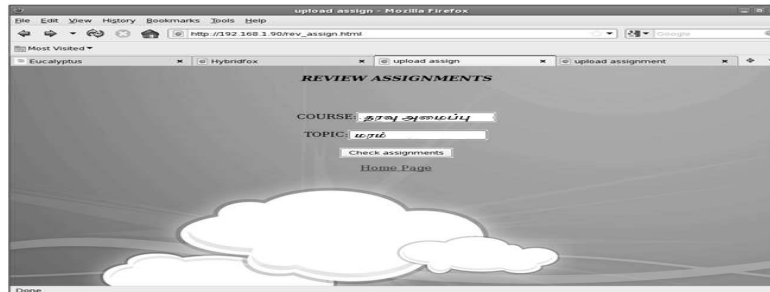 upload assign - Mozilla Firefox
File Edit View History Bookmarks Tools Help
http://192.168.1.90/rev_assign.html Google
Most Visited
Eucalyptus Hybridfox upload assign upload assignment
REVIEW ASSIGNMENTS
COURSE: தரவு அமைப்பு
TOPIC: மரம்
Check assignments
Home Page
Done